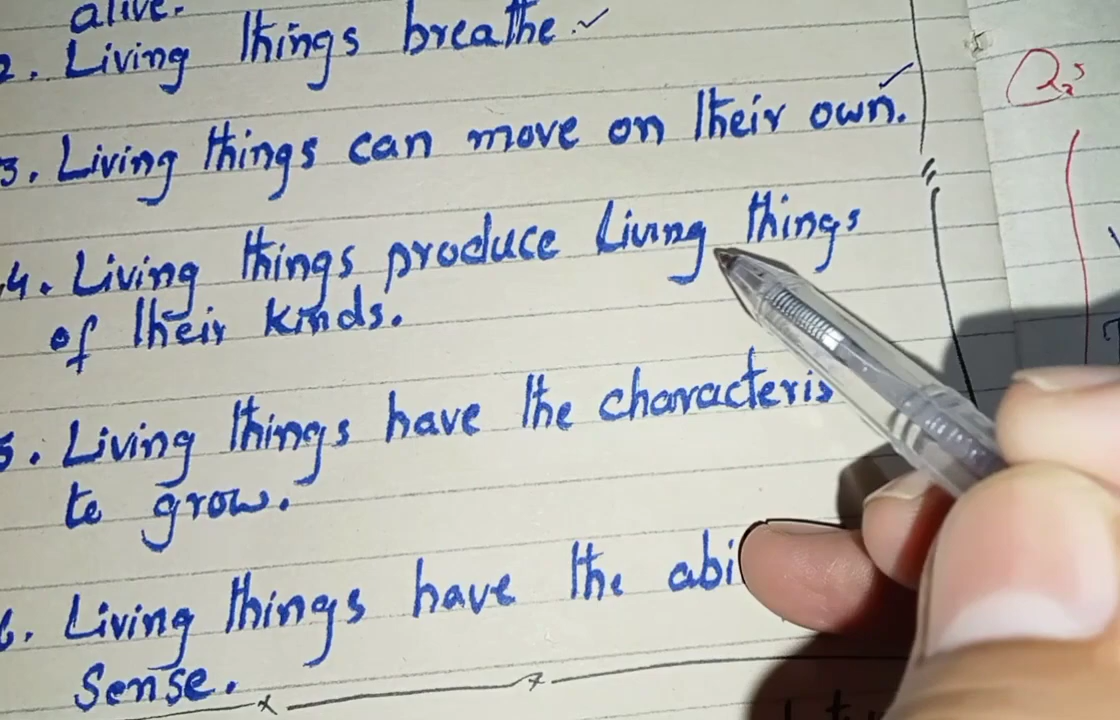 alive.
2. Living things breathe.
3. Living things can move on their own.
4. Living things produce living things
of their kinds.
5. Living things have the characteris
to grow.
6. Living things have the abi
Sense.